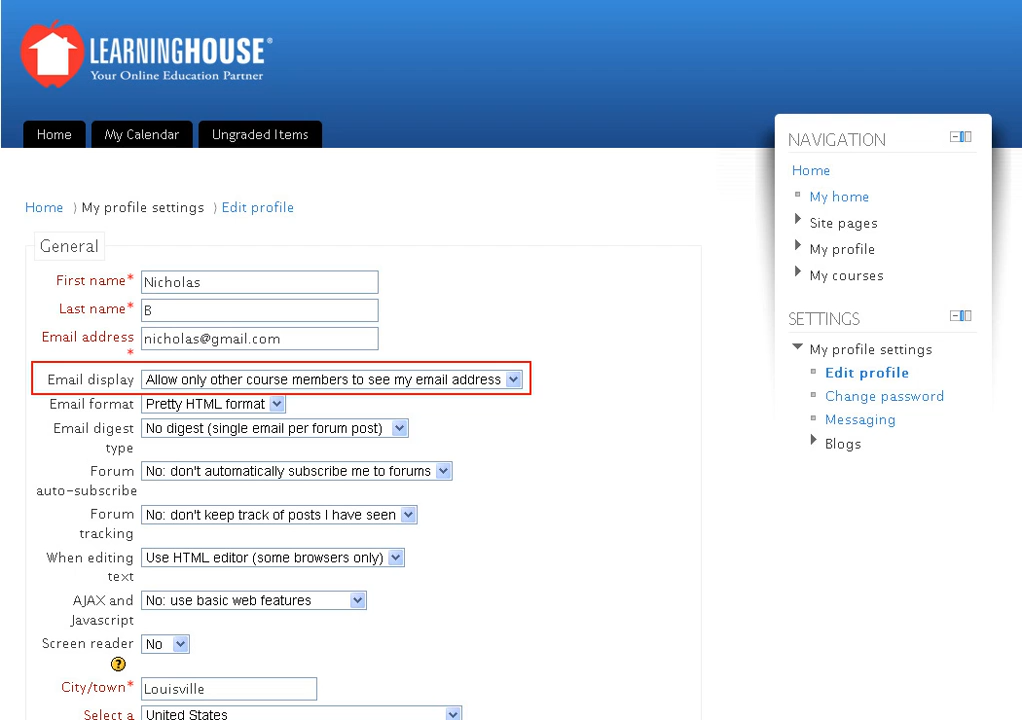 LEARNINGHOUSE®
Your Online Education Partner
Home
My Calendar
Ungraded Items
Home ) My profile settings ) Edit profile
General
First name* Nicholas
Last name* B
Email address nicholas@gmail.com
*
Email display Allow only other course members to see my email address
Email format Pretty HTML format
Email digest No digest (single email per forum post)
type
Forum No: don't automatically subscribe me to forums
auto-subscribe
Forum No: don't keep track of posts I have seen
tracking
When editing Use HTML editor (some browsers only)
text
AJAX and No: use basic web features
Javascript
Screen reader No
?
City/town* Louisville
Select a United States
NAVIGATION
Home
My home
Site pages
My profile
My courses
SETTINGS
My profile settings
Edit profile
Change password
Messaging
Blogs